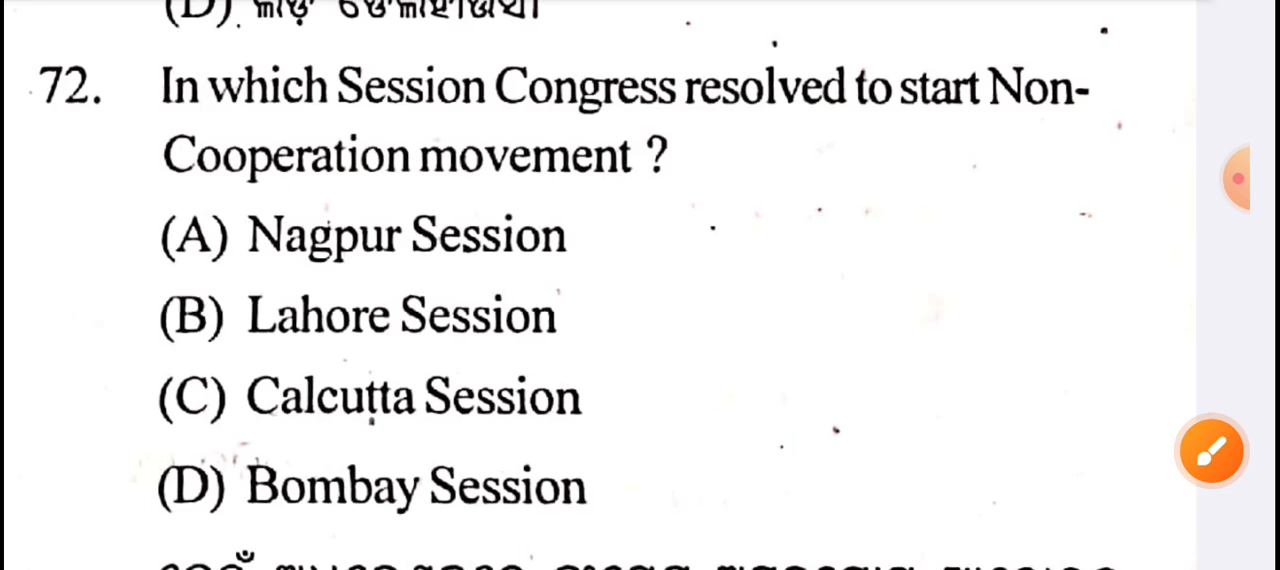 (D).
72. In which Session Congress resolved to start Non-
Cooperation movement ?
(A) Nagpur Session
(B) Lahore Session
(C) Calcutta Session
(D) Bombay Session